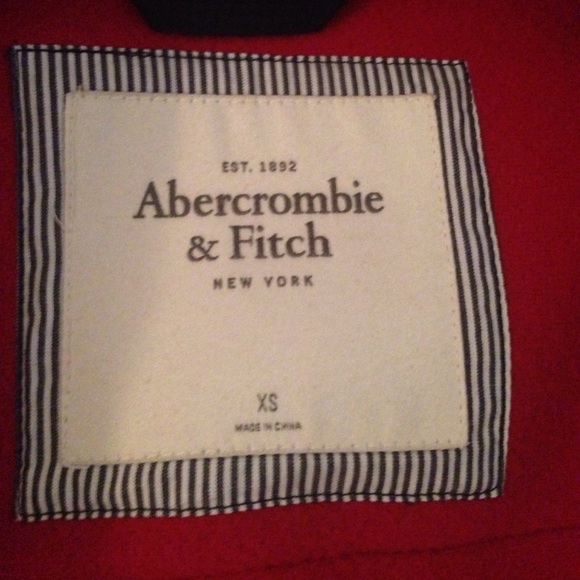 EST. 1892
Abercrombie
& Fitch
NEW YORK
XS
MADE IN CHINA